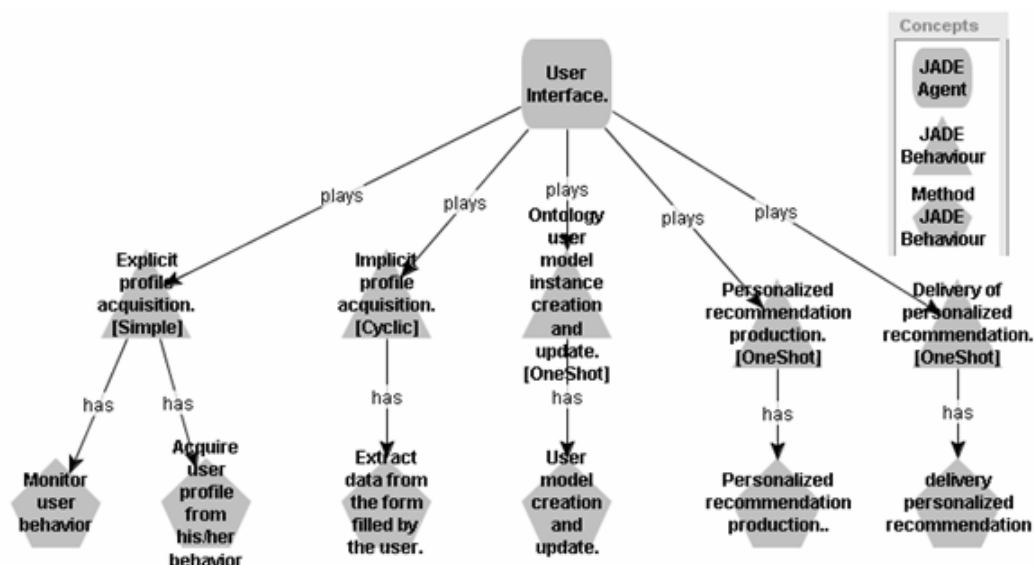 Concepts
JADE
Agent
JADE
Behaviour
Method
JADE
Behaviour
User
Interface.
plays
plays
plays
plays
plays
Explicit
profile
acquisition.
[Simple]
Implicit
profile
acquisition.
[Cyclic]
Ontology
user
model
instance
creation
and
update.
[OneShot]
Personalized
recommendation
production.
[OneShot]
Delivery of
personalized
recommendation.
[OneShot]
has
has
has
has
has
has
Monitor
user
behavior
Acquire
user
profile
from
his/her
behavior
Extract
data from
the form
filled by
the user.
User
model
creation
and
update.
Personalized
recommendation
production..
delivery
personalized
recommendation